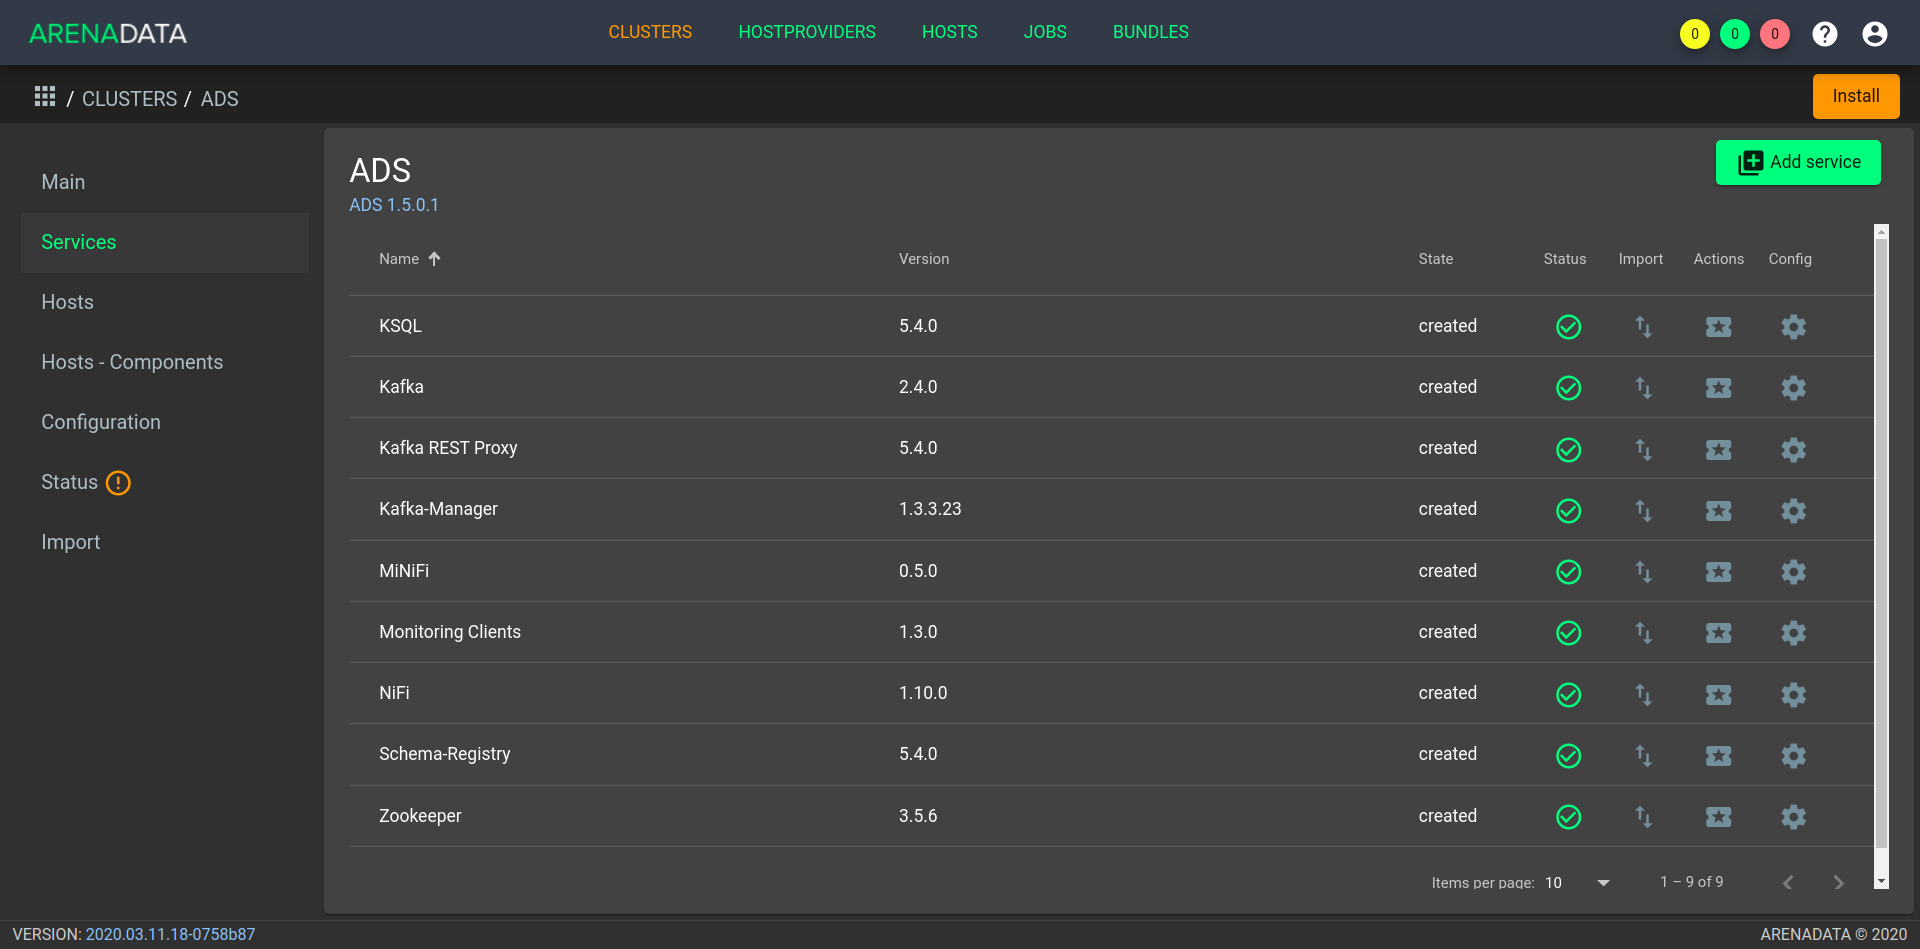 ARENADATA
CLUSTERS HOSTPROVIDERS HOSTS JOBS BUNDLES
0 0 0
/ CLUSTERS / ADS
Install
Main
Services
Hosts
Hosts - Components
Configuration
Status
Import
ADS
ADS 1.5.0.1
Add service
Name Version State Status Import Actions Config
KSQL 5.4.0 created
Kafka 2.4.0 created
Kafka REST Proxy 5.4.0 created
Kafka-Manager 1.3.3.23 created
MiNiFi 0.5.0 created
Monitoring Clients 1.3.0 created
NiFi 1.10.0 created
Schema-Registry 5.4.0 created
Zookeeper 3.5.6 created
Items per page: 10 1 – 9 of 9
VERSION: 2020.03.11.18-0758b87
ARENADATA © 2020